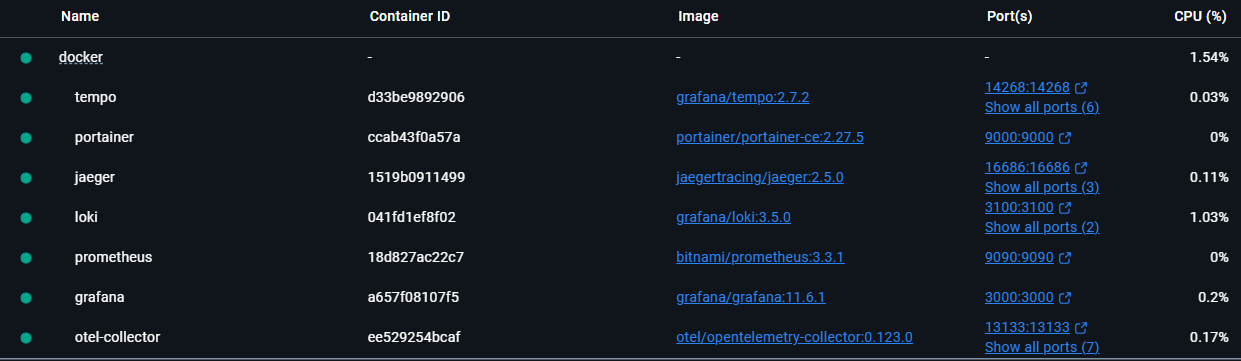 Name Container ID Image Port(s) CPU (%)
docker - - - 1.54%
tempo d33be9892906 grafana/tempo:2.7.2 14268:14268 0.03%
Show all ports (6)
portainer ccab43f0a57a portainer/portainer-ce:2.27.5 9000:9000 0%
jaeger 1519b0911499 jaegertracing/jaeger:2.5.0 16686:16686 0.11%
Show all ports (3)
loki 041fd1ef8f02 grafana/loki:3.5.0 3100:3100 1.03%
Show all ports (2)
prometheus 18d827ac22c7 bitnami/prometheus:3.3.1 9090:9090 0%
grafana a657f08107f5 grafana/grafana:11.6.1 3000:3000 0.2%
otel-collector ee529254bcaf otel/opentelemetry-collector:0.123.0 13133:13133 0.17%
Show all ports (7)